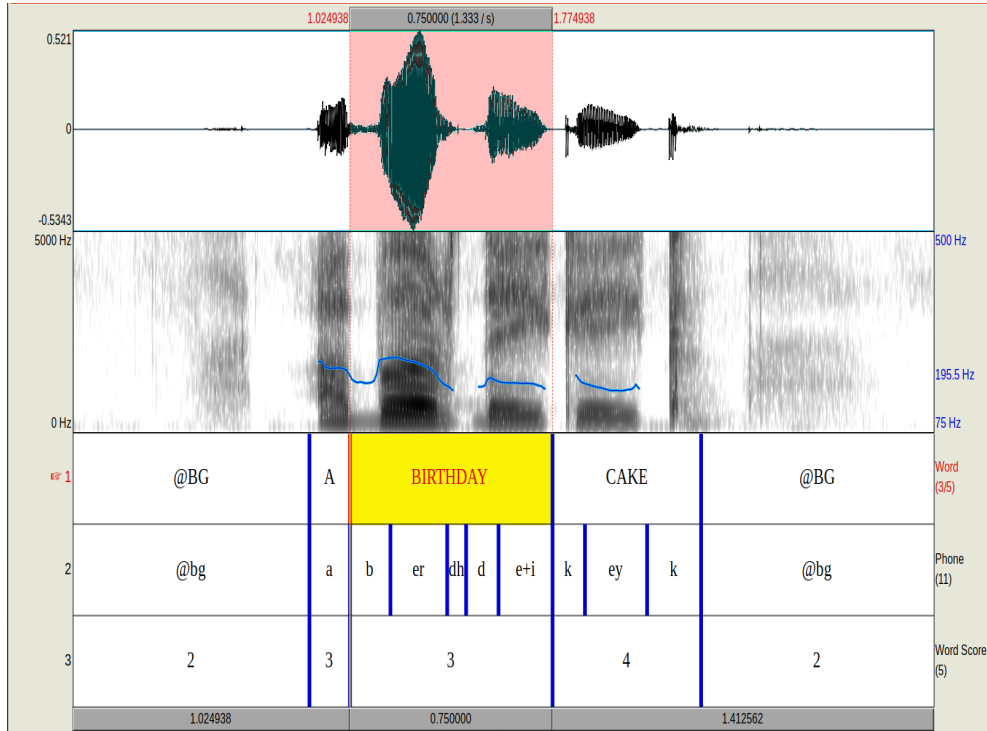 1.024938 0.750000 (1.333 / s) 1.774938
0.521
0
-0.5343
5000 Hz 500 Hz
195.5 Hz
0 Hz 75 Hz
☞ 1 @BG A BIRTHDAY CAKE @BG Word
(3/5)
2 @bg a b er dh d e+i k ey k @bg Phone
(11)
3 2 3 3 4 2 Word Score
(5)
1.024938 0.750000 1.412562